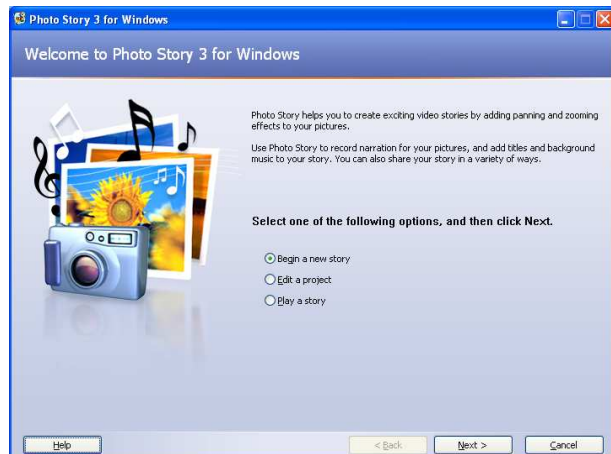 Photo Story 3 for Windows
Welcome to Photo Story 3 for Windows
Photo Story helps you to create exciting video stories by adding panning and zooming
effects to your pictures.
Use Photo Story to record narration for your pictures, and add titles and background
music to your story. You can also share your story in a variety of ways.
Select one of the following options, and then click Next.
Begin a new story
Edit a project
Play a story
Help
< Back
Next >
Cancel